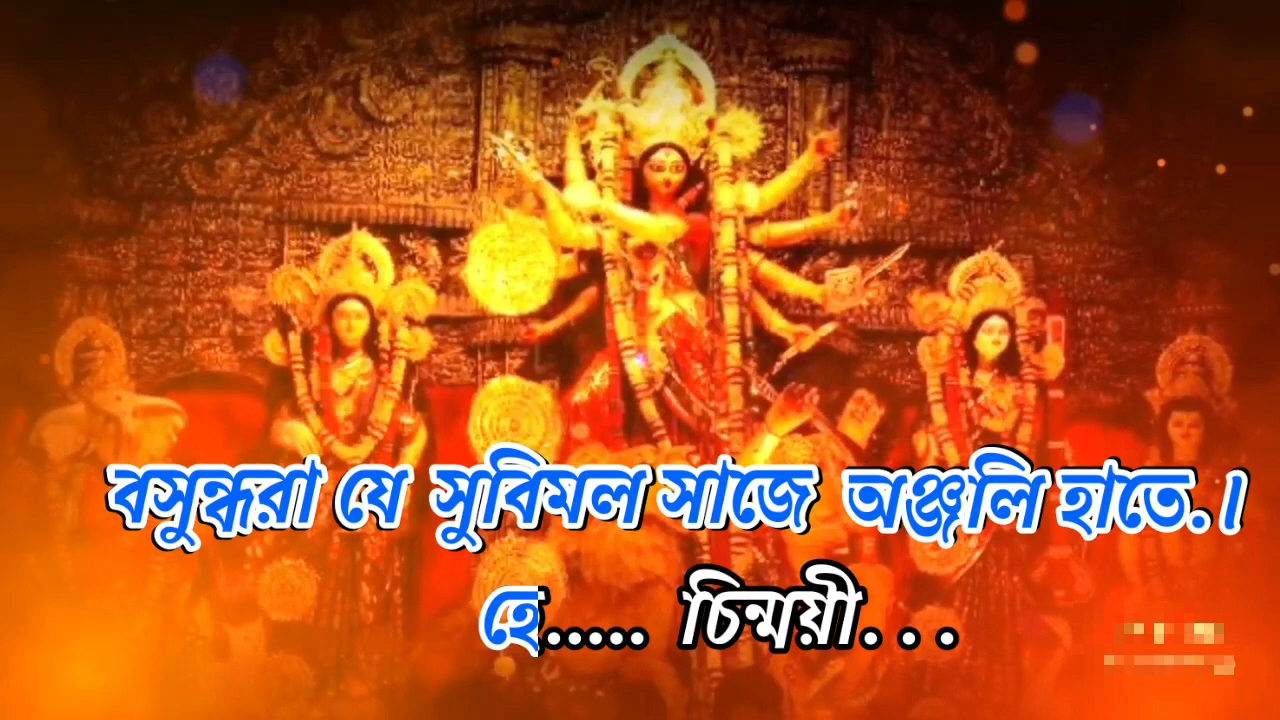 বসুন্ধরা যে সুবিমল সাজে অঞ্জলি হাতে.।
হে..... চিন্ময়ী...